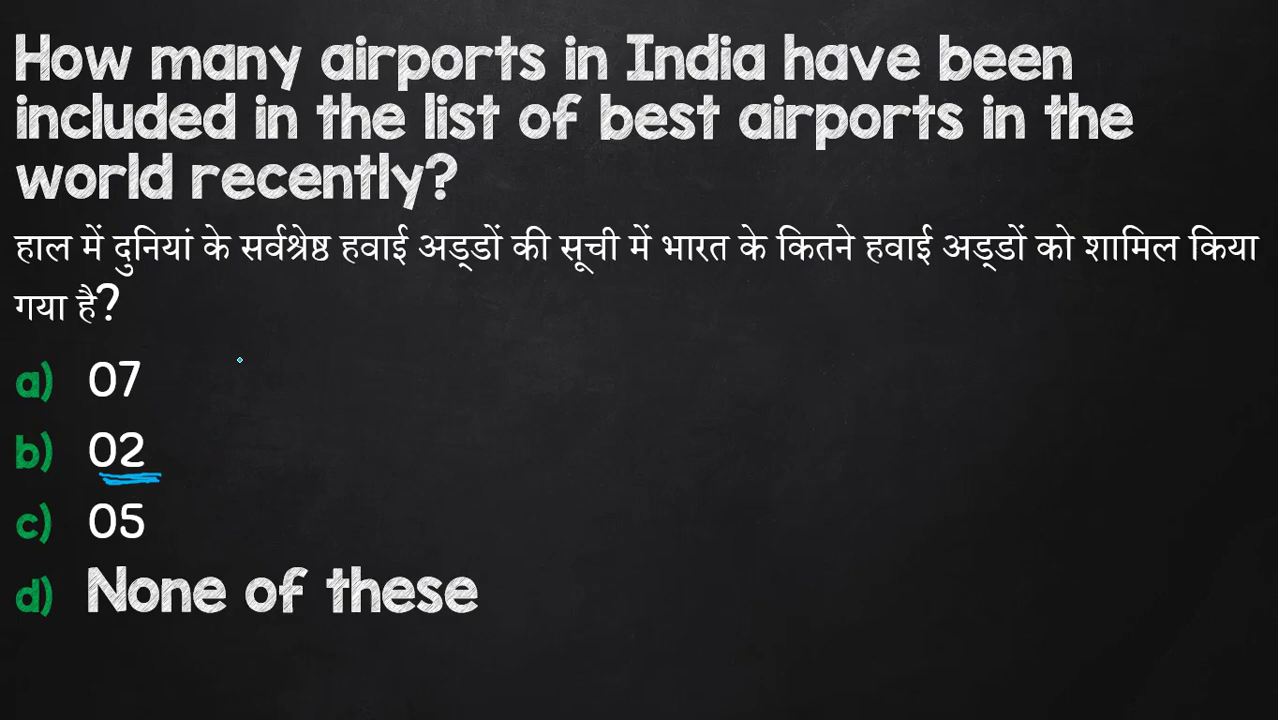 How many airports in India have been
included in the list of best airports in the
world recently?
हाल में दुनियां के सर्वश्रेष्ठ हवाई अड्डों की सूची में भारत के कितने हवाई अड्डों को शामिल किया
गया है?
a) 07
b) 02
c) 05
d) None of these